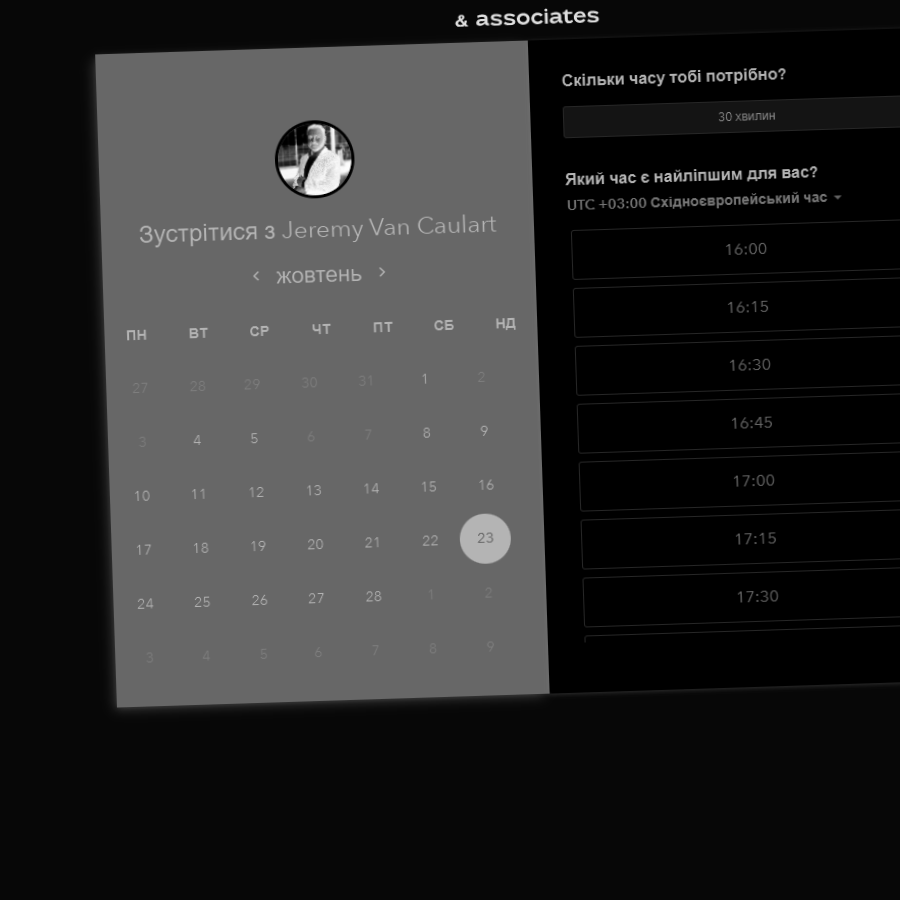 & associates
Зустрітися з Jeremy Van Caulart
‹ жовтень ›
ПН ВТ СР ЧТ ПТ СБ НД
27 28 29 30 31 1 2
3 4 5 6 7 8 9
10 11 12 13 14 15 16
17 18 19 20 21 22 23
24 25 26 27 28 1 2
3 4 5 6 7 8 9
Скільки часу тобі потрібно?
30 хвилин
Який час є найліпшим для вас?
UTC +03:00 Східноєвропейський час
16:00
16:15
16:30
16:45
17:00
17:15
17:30